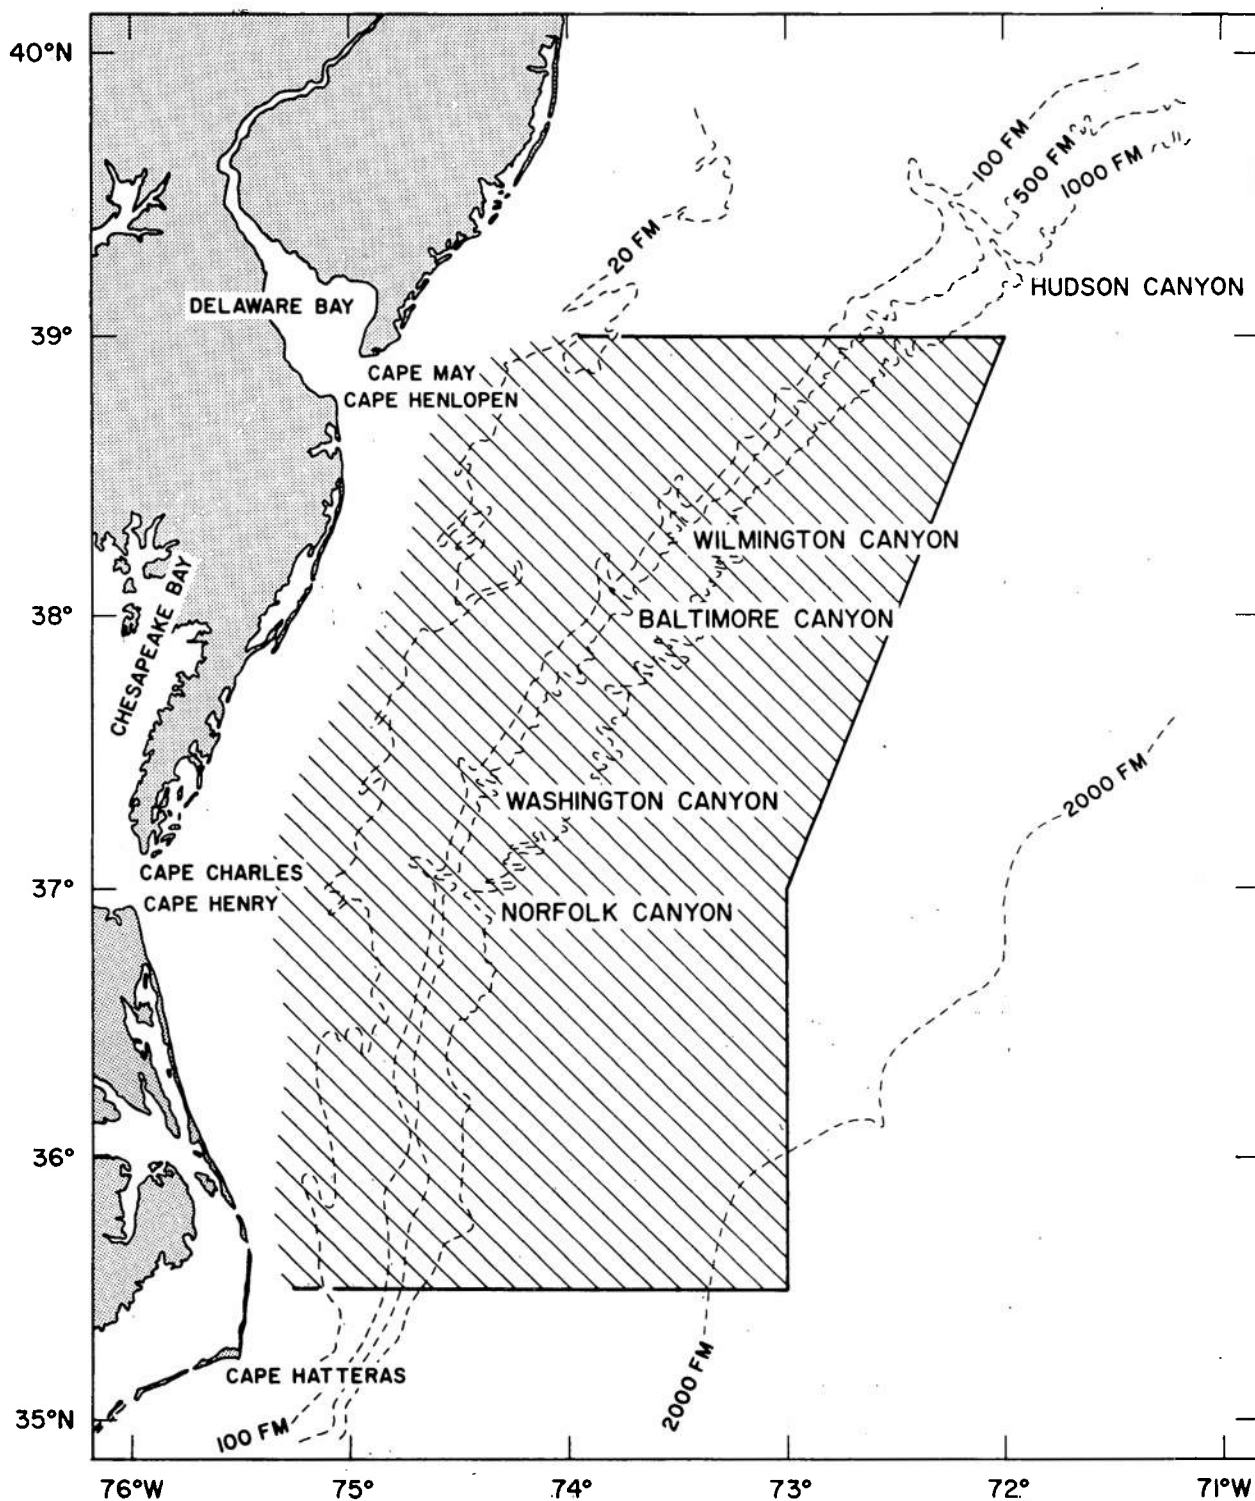 40°N
100 FM
500 FM
1000 FM
20 FM
HUDSON CANYON
DELAWARE BAY
39°
CAPE MAY
CAPE HENLOPEN
WILMINGTON CANYON
38°
BALTIMORE CANYON
CHESAPEAKE BAY
2000 FM
WASHINGTON CANYON
CAPE CHARLES
37°
CAPE HENRY
NORFOLK CANYON
36°
CAPE HATTERAS
2000 FM
35°N
100 FM
76°W
75°
74°
73°
72°
71°W